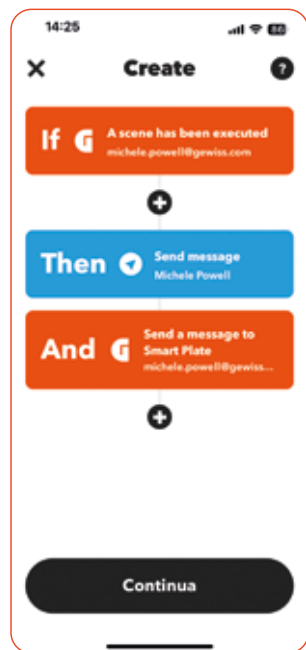 14:25
Create
?
If G A scene has been executed
michele.powell@gewiss.com
Then Send message
Michele Powell
And G Send a message to
Smart Plate
michele.powell@gewiss...
Continua